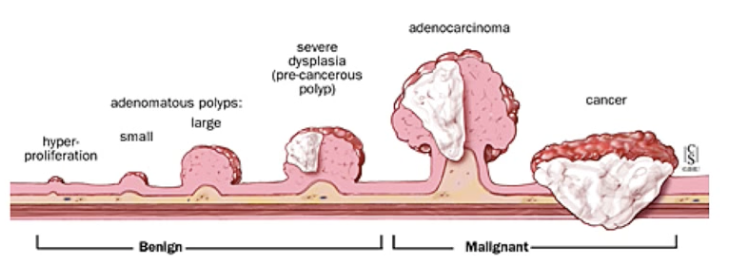 adenocarcinoma
severe
dysplasia
(pre-cancerous
polyp)
cancer
adenomatous polyps:
large
small
hyper-
proliferation
Benign
Malignant